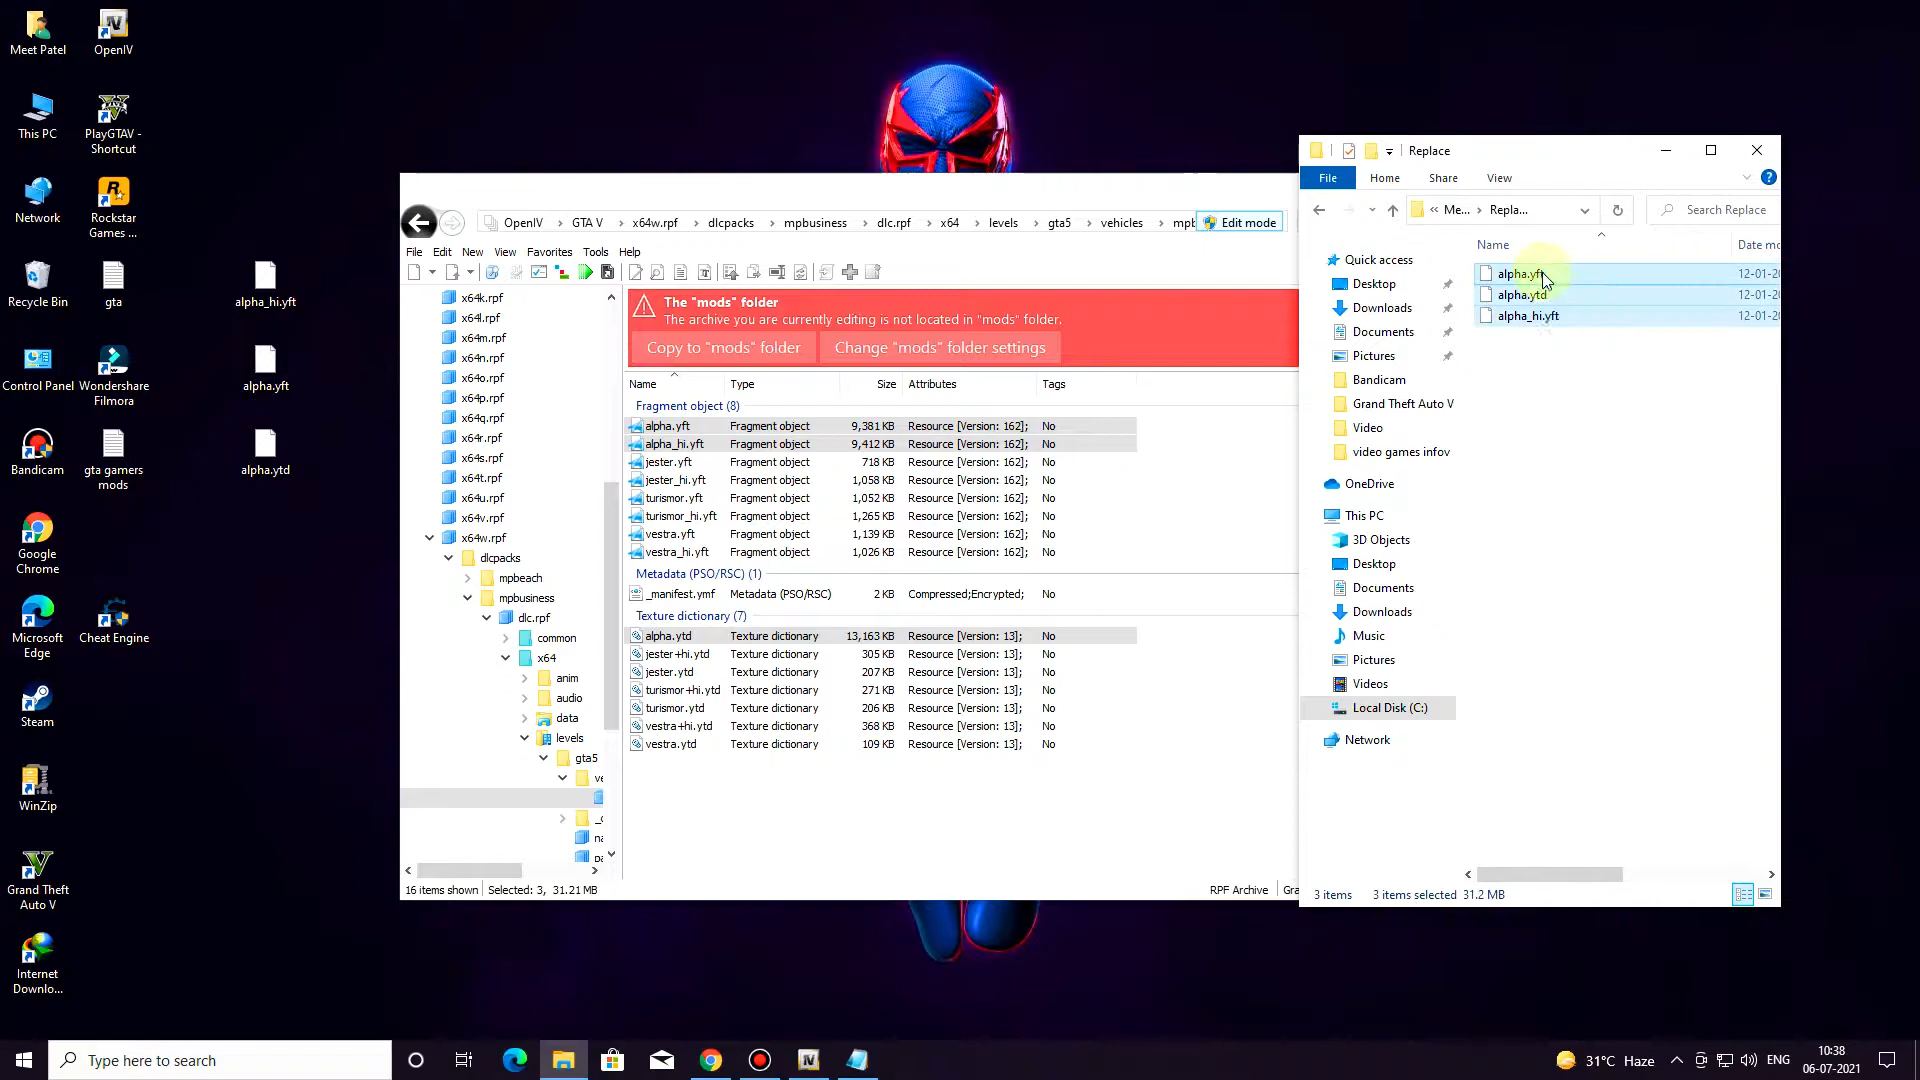 Meet Patel
OpenIV
This PC
PlayGTAV -
Shortcut
Network
Rockstar
Games ...
Recycle Bin
gta
alpha_hi.yft
Control Panel
Wondershare
Filmora
alpha.yft
Bandicam
gta gamers
mods
alpha.ytd
Google
Chrome
Microsoft
Edge
Cheat Engine
Steam
WinZip
Grand Theft
Auto V
Internet
Downlo...
OpenIV
GTA V
x64w.rpf
dlcpacks
mpbusiness
dlc.rpf
x64
levels
gta5
vehicles
mpb
Edit mode
File Edit New View Favorites Tools Help
x64k.rpf
x64l.rpf
x64m.rpf
x64n.rpf
x64o.rpf
x64p.rpf
x64q.rpf
x64r.rpf
x64s.rpf
x64t.rpf
x64u.rpf
x64v.rpf
x64w.rpf
dlcpacks
mpbeach
mpbusiness
dlc.rpf
common
x64
anim
audio
data
levels
gta5
ve
_c
na
pa
The "mods" folder
The archive you are currently editing is not located in "mods" folder.
Copy to "mods" folder
Change "mods" folder settings
Name Type Size Attributes Tags
Fragment object (8)
alpha.yft Fragment object 9,381 KB Resource [Version: 162]; No
alpha_hi.yft Fragment object 9,412 KB Resource [Version: 162]; No
jester.yft Fragment object 718 KB Resource [Version: 162]; No
jester_hi.yft Fragment object 1,058 KB Resource [Version: 162]; No
turismor.yft Fragment object 1,052 KB Resource [Version: 162]; No
turismor_hi.yft Fragment object 1,265 KB Resource [Version: 162]; No
vestra.yft Fragment object 1,139 KB Resource [Version: 162]; No
vestra_hi.yft Fragment object 1,026 KB Resource [Version: 162]; No
Metadata (PSO/RSC) (1)
_manifest.ymf Metadata (PSO/RSC) 2 KB Compressed;Encrypted; No
Texture dictionary (7)
alpha.ytd Texture dictionary 13,163 KB Resource [Version: 13]; No
jester+hi.ytd Texture dictionary 305 KB Resource [Version: 13]; No
jester.ytd Texture dictionary 207 KB Resource [Version: 13]; No
turismor+hi.ytd Texture dictionary 271 KB Resource [Version: 13]; No
turismor.ytd Texture dictionary 206 KB Resource [Version: 13]; No
vestra+hi.ytd Texture dictionary 368 KB Resource [Version: 13]; No
vestra.ytd Texture dictionary 109 KB Resource [Version: 13]; No
16 items shown Selected: 3, 31.21 MB
RPF Archive
Gra
Replace
File Home Share View
« Me... Repla...
Search Replace
Name Date mo
alpha.yft 12-01-20
alpha.ytd 12-01-20
alpha_hi.yft 12-01-20
Quick access
Desktop
Downloads
Documents
Pictures
Bandicam
Grand Theft Auto V
Video
video games infov
OneDrive
This PC
3D Objects
Desktop
Documents
Downloads
Music
Pictures
Videos
Local Disk (C:)
Network
3 items 3 items selected 31.2 MB
Type here to search
31°C Haze
ENG
10:38
06-07-2021